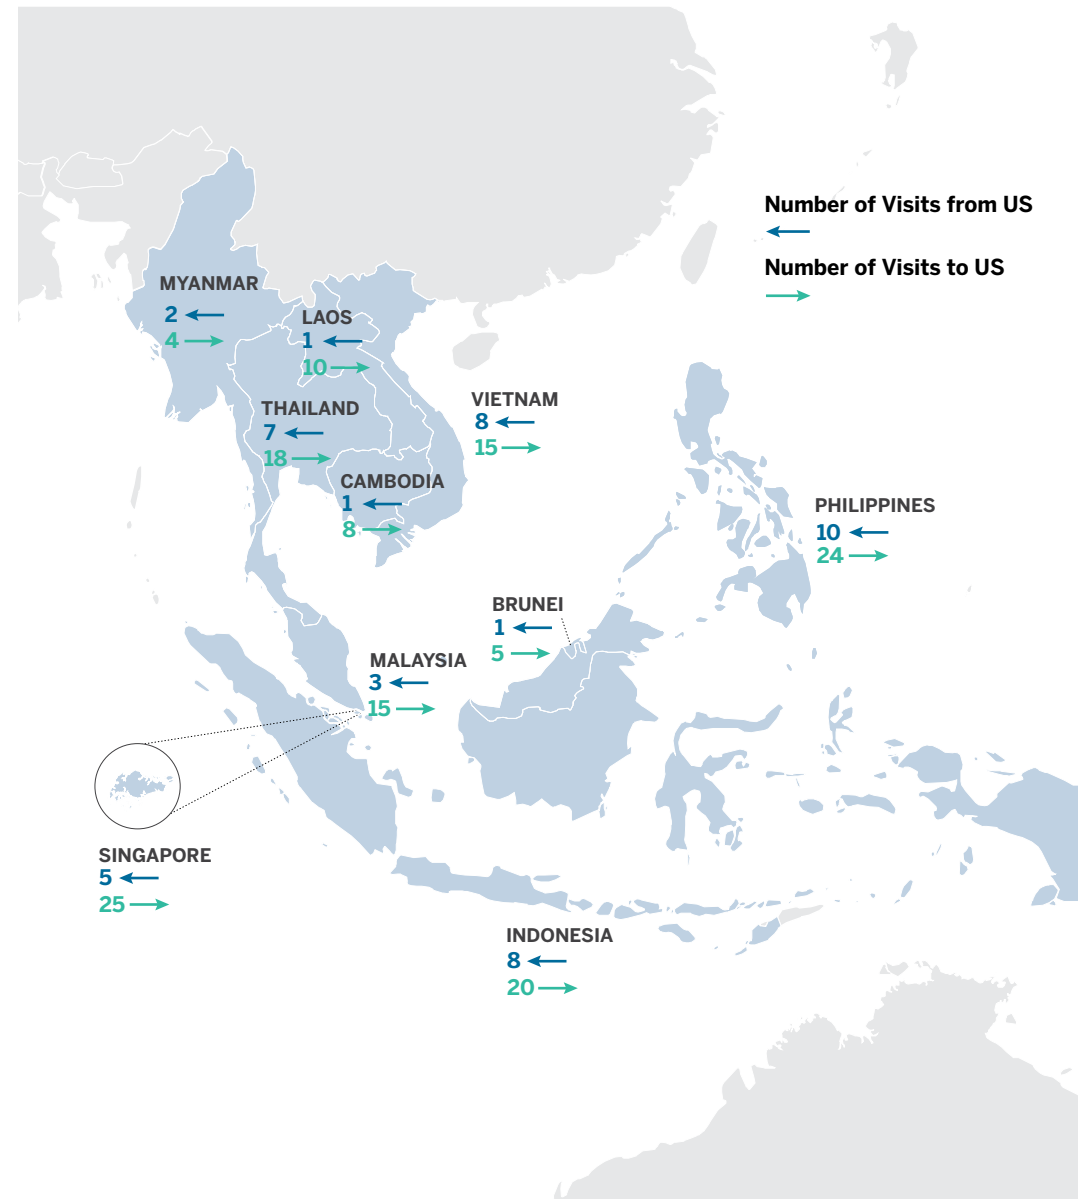 Number of Visits from US
Number of Visits to US
MYANMAR
2
4
LAOS
1
10
THAILAND
7
18
VIETNAM
8
15
CAMBODIA
1
8
PHILIPPINES
10
24
BRUNEI
1
5
MALAYSIA
3
15
SINGAPORE
5
25
INDONESIA
8
20